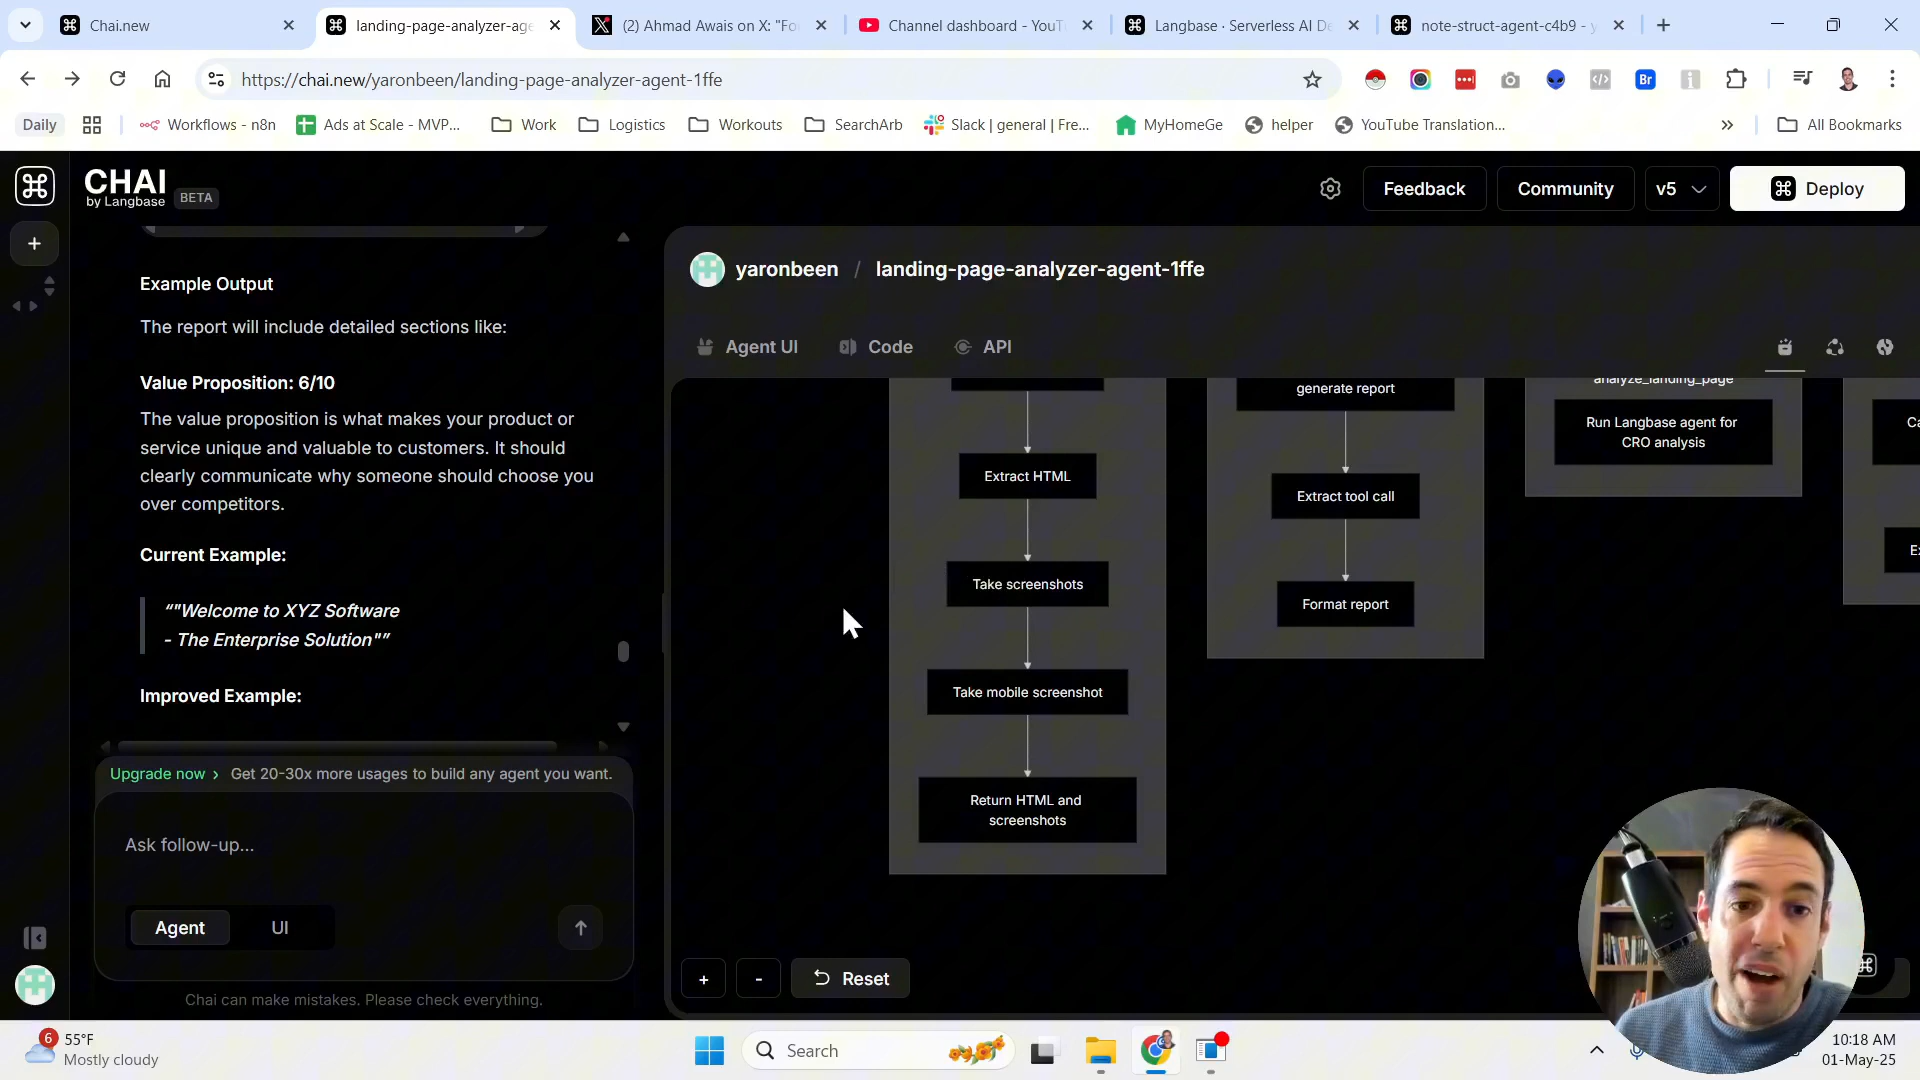 Chai.new
landing-page-analyzer-age
(2) Ahmad Awais on X: "Fo
Channel dashboard - YouT
Langbase · Serverless AI De
note-struct-agent-c4b9 - y
https://chai.new/yaronbeen/landing-page-analyzer-agent-1ffe
Br
Daily
Workflows - n8n
Ads at Scale - MVP...
Work
Logistics
Workouts
SearchArb
Slack | general | Fre...
MyHomeGe
helper
YouTube Translation...
All Bookmarks
CHAI
by Langbase
BETA
Feedback
Community
v5
Deploy
Example Output
The report will include detailed sections like:
Value Proposition: 6/10
The value proposition is what makes your product or
service unique and valuable to customers. It should
clearly communicate why someone should choose you
over competitors.
Current Example:
“"Welcome to XYZ Software
- The Enterprise Solution"”
Improved Example:
Upgrade now ›
Get 20-30x more usages to build any agent you want.
Ask follow-up...
Agent
UI
Chai can make mistakes. Please check everything.
yaronbeen / landing-page-analyzer-agent-1ffe
Agent UI
Code
API
Extract HTML
Take screenshots
Take mobile screenshot
Return HTML and
screenshots
generate report
Extract tool call
Format report
analyze_landing_page
Run Langbase agent for
CRO analysis
Ca
Ex
+
-
Reset
6
55°F
Mostly cloudy
Search
10:18 AM
01-May-25